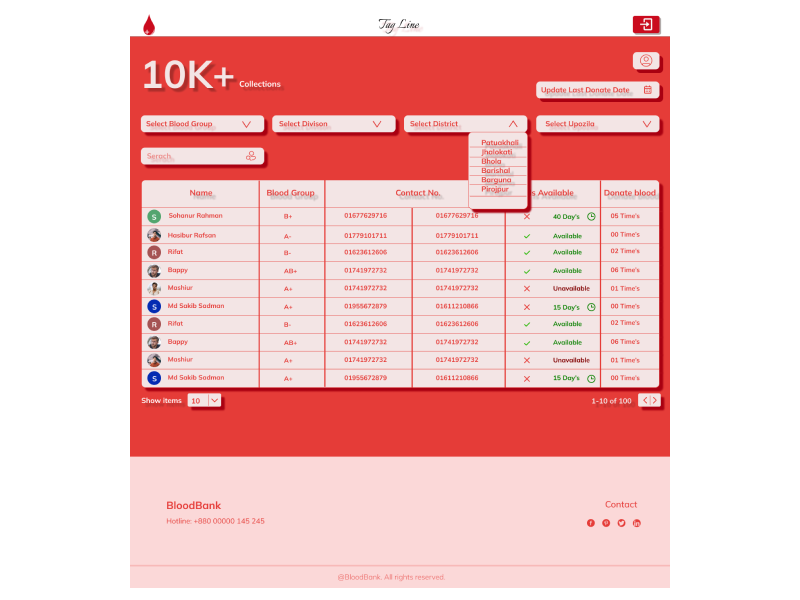 Tag Line
10K+ Collections
Update Last Donate Date
Select Blood Group Select Divison Select District Select Upozila
Patuakhali
Jhalokati
Bhola
Barishal
Barguna
Pirojpur
Serach
Name Blood Group Contact No. Available Donate blood
S Sohanur Rahman B+ 01677629716 01677629716 40 Day's 05 Time's
Hasibur Rafsan A- 01779101711 01779101711 Available 00 Time's
R Rifat B- 01623612606 01623612606 Available 02 Time's
Bappy AB+ 01741972732 01741972732 Available 06 Time's
Mashiur A+ 01741972732 01741972732 Unavailable 01 Time's
S Md Sakib Sadman A+ 01955672879 01611210866 15 Day's 00 Time's
R Rifat B- 01623612606 01623612606 Available 02 Time's
Bappy AB+ 01741972732 01741972732 Available 06 Time's
Mashiur A+ 01741972732 01741972732 Unavailable 01 Time's
S Md Sakib Sadman A+ 01955672879 01611210866 15 Day's 00 Time's
Show items 10 1-10 of 100
BloodBank
Hotline: +880 00000 145 245
Contact
@BloodBank. All rights reserved.